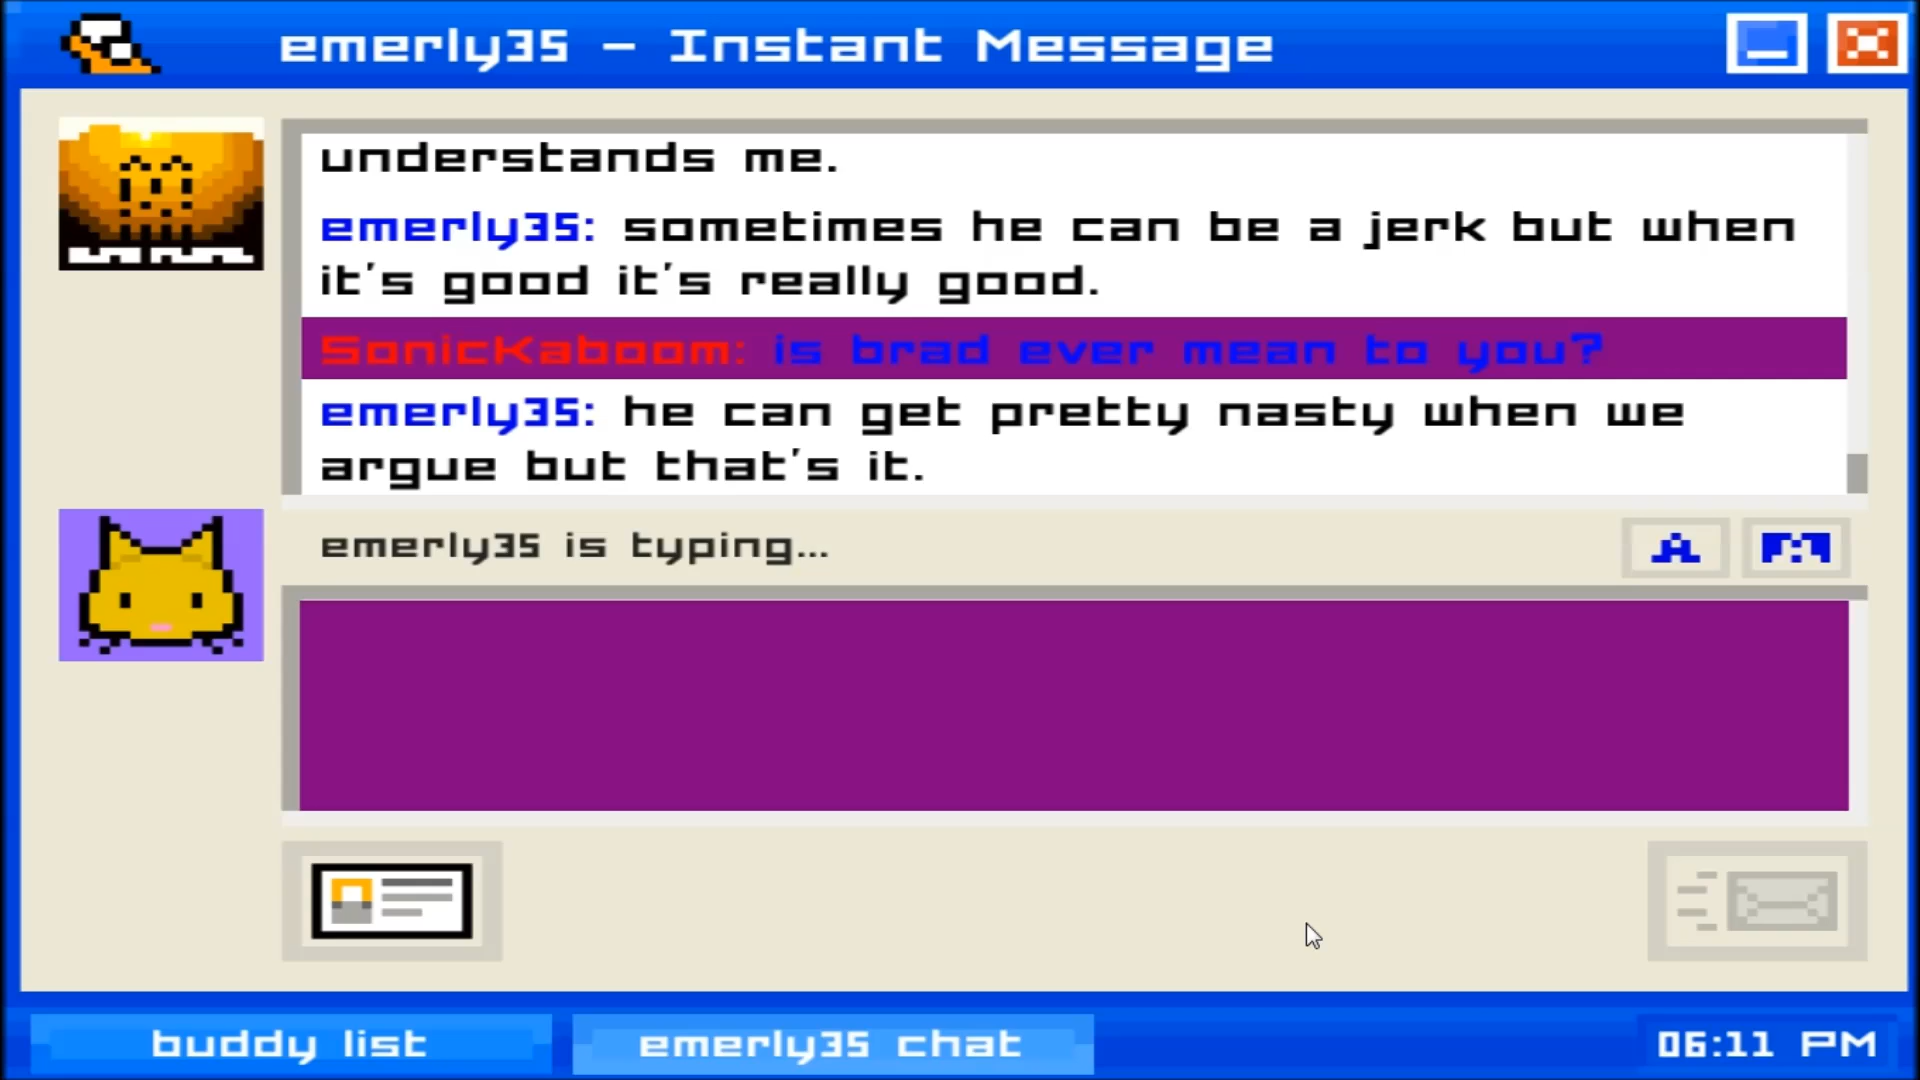 emerly35 - Instant Message
understands me.
emerly35: sometimes he can be a jerk but when
it's good it's really good.
SonicKaboom: is brad ever mean to you?
emerly35: he can get pretty nasty when we
argue but that's it.
emerly35 is typing...
A
buddy list
emerly35 chat
06:11 PM